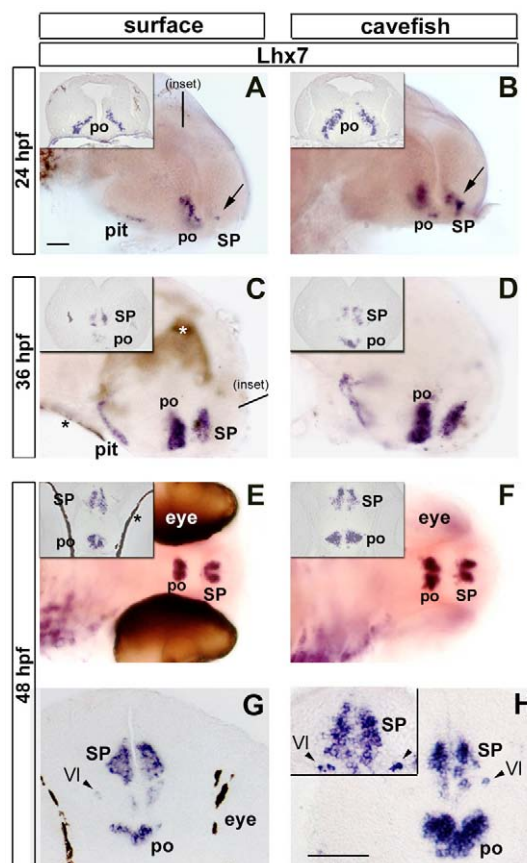 surface
cavefish
Lhx7
24 hpf
A
(inset)
po
pit
po
SP
B
po
po
SP
36 hpf
C
SP
po
*
(inset)
po
*
pit
SP
D
SP
po
po
SP
48 hpf
E
SP
*
po
eye
po
SP
F
SP
po
eye
po
SP
G
SP
VI
eye
po
H
VI
SP
VI
po